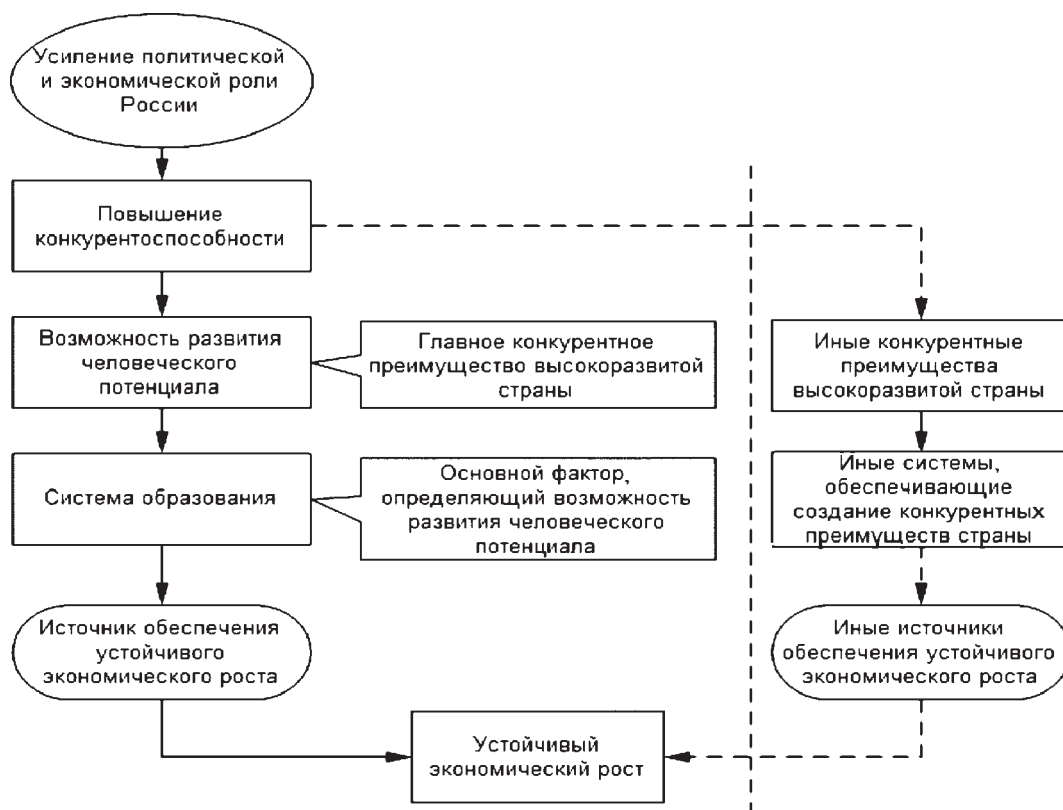 Усиление политической
и экономической роли
России
Повышение
конкурентоспособности
Возможность развития
человеческого
потенциала
Главное конкурентное
преимущество высокоразвитой
страны
Иные конкурентные
преимущества
высокоразвитой страны
Система образования
Основной фактор,
определяющий возможность
развития человеческого
потенциала
Иные системы,
обеспечивающие
создание конкурентных
преимуществ страны
Источник обеспечения
устойчивого
экономического роста
Иные источники
обеспечения устойчивого
экономического роста
Устойчивый
экономический рост